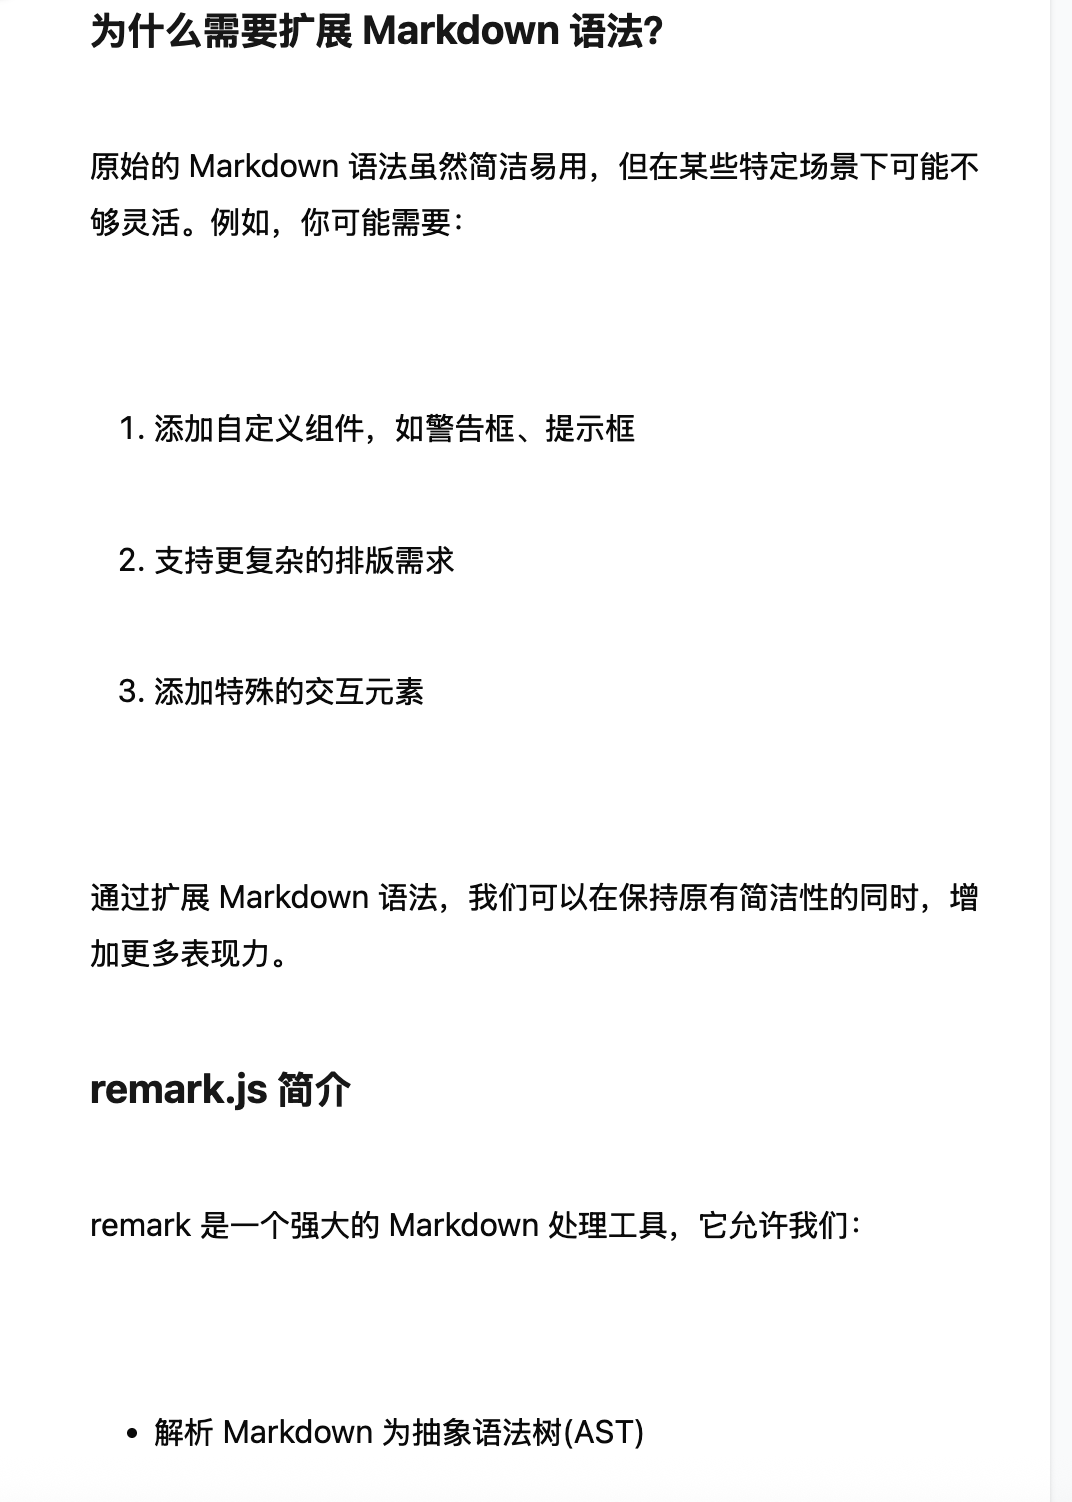 为什么需要扩展 Markdown 语法?
原始的 Markdown 语法虽然简洁易用，但在某些特定场景下可能不
够灵活。例如，你可能需要：
1. 添加自定义组件，如警告框、提示框
2. 支持更复杂的排版需求
3. 添加特殊的交互元素
通过扩展 Markdown 语法，我们可以在保持原有简洁性的同时，增
加更多表现力。
remark.js 简介
remark 是一个强大的 Markdown 处理工具，它允许我们：
• 解析 Markdown 为抽象语法树(AST)